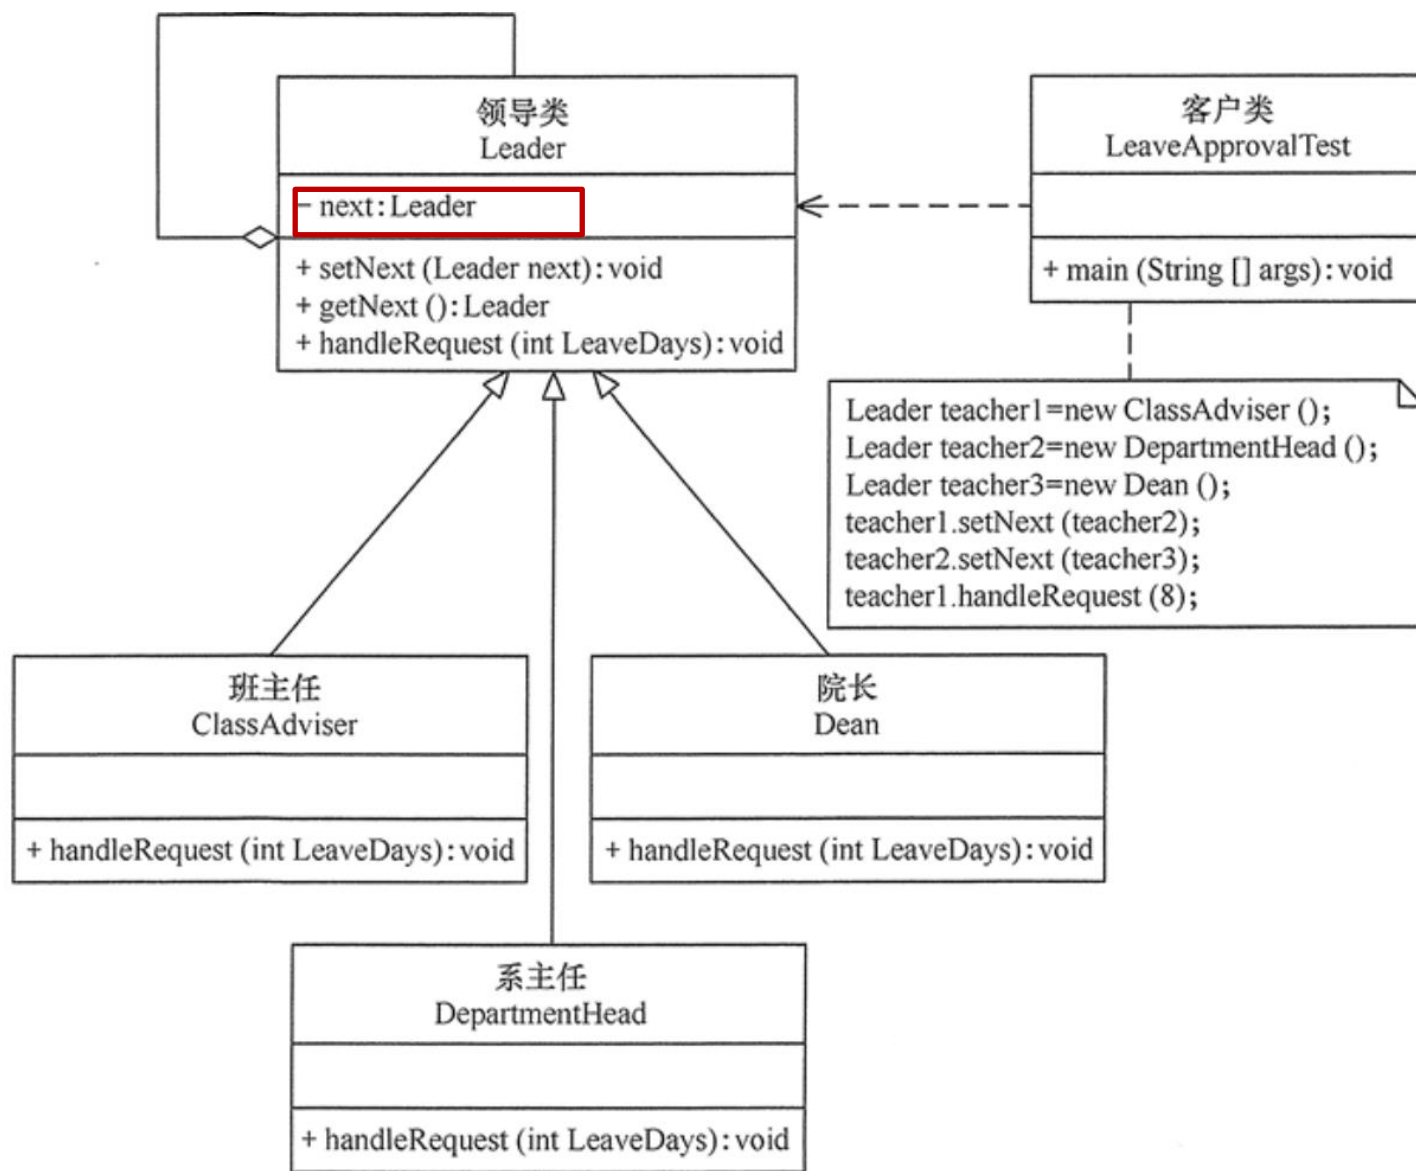 领导类
Leader
- next:Leader
+ setNext (Leader next):void
+ getNext ():Leader
+ handleRequest (int LeaveDays):void
客户类
LeaveApprovalTest
+ main (String [] args):void
Leader teacher1=new ClassAdviser ();
Leader teacher2=new DepartmentHead ();
Leader teacher3=new Dean ();
teacher1.setNext (teacher2);
teacher2.setNext (teacher3);
teacher1.handleRequest (8);
班主任
ClassAdviser
+ handleRequest (int LeaveDays):void
院长
Dean
+ handleRequest (int LeaveDays):void
系主任
DepartmentHead
+ handleRequest (int LeaveDays):void